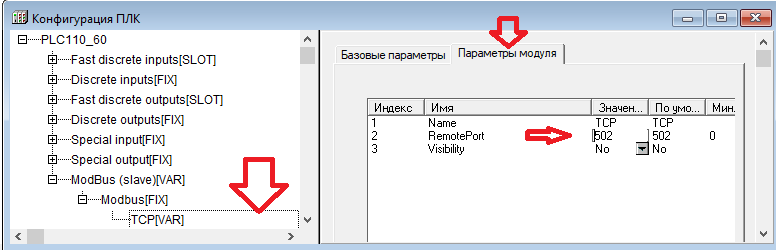 Конфигурация ПЛК
PLC110_60
Fast discrete inputs[SLOT]
Discrete inputs[FIX]
Fast discrete outputs[SLOT]
Discrete outputs[FIX]
Special input[FIX]
Special output[FIX]
ModBus (slave)[VAR]
Modbus[FIX]
TCP[VAR]
Базовые параметры Параметры модуля
Индекс Имя Значен... По умо... Мин.
1 Name TCP TCP
2 RemotePort 502 502 0
3 Visibility No No